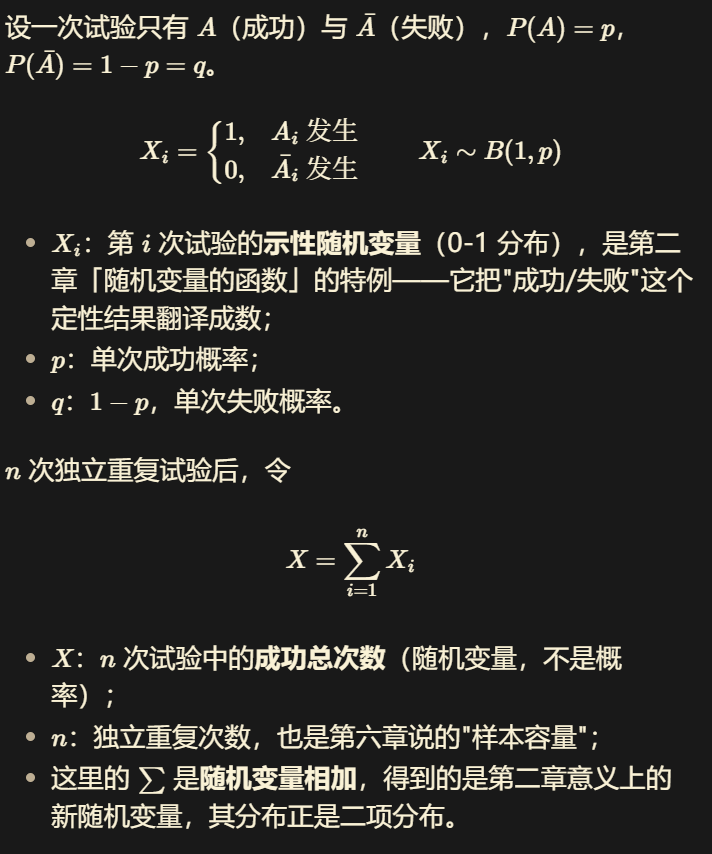 设一次试验只有 A（成功）与 Ā（失败），P(A) = p，
P(Ā) = 1 − p = q。
X_i = { 1, A_i 发生
0, Ā_i 发生 X_i ∼ B(1, p)
• X_i：第 i 次试验的示性随机变量（0-1 分布），是第二
章「随机变量的函数」的特例——它把"成功/失败"这个
定性结果翻译成数；
• p：单次成功概率；
• q：1 − p，单次失败概率。
n 次独立重复试验后，令
X = ∑_{i=1}^{n} X_i
• X：n 次试验中的成功总次数（随机变量，不是概
率）；
• n：独立重复次数，也是第六章说的"样本容量"；
• 这里的 ∑ 是随机变量相加，得到的是第二章意义上的
新随机变量，其分布正是二项分布。